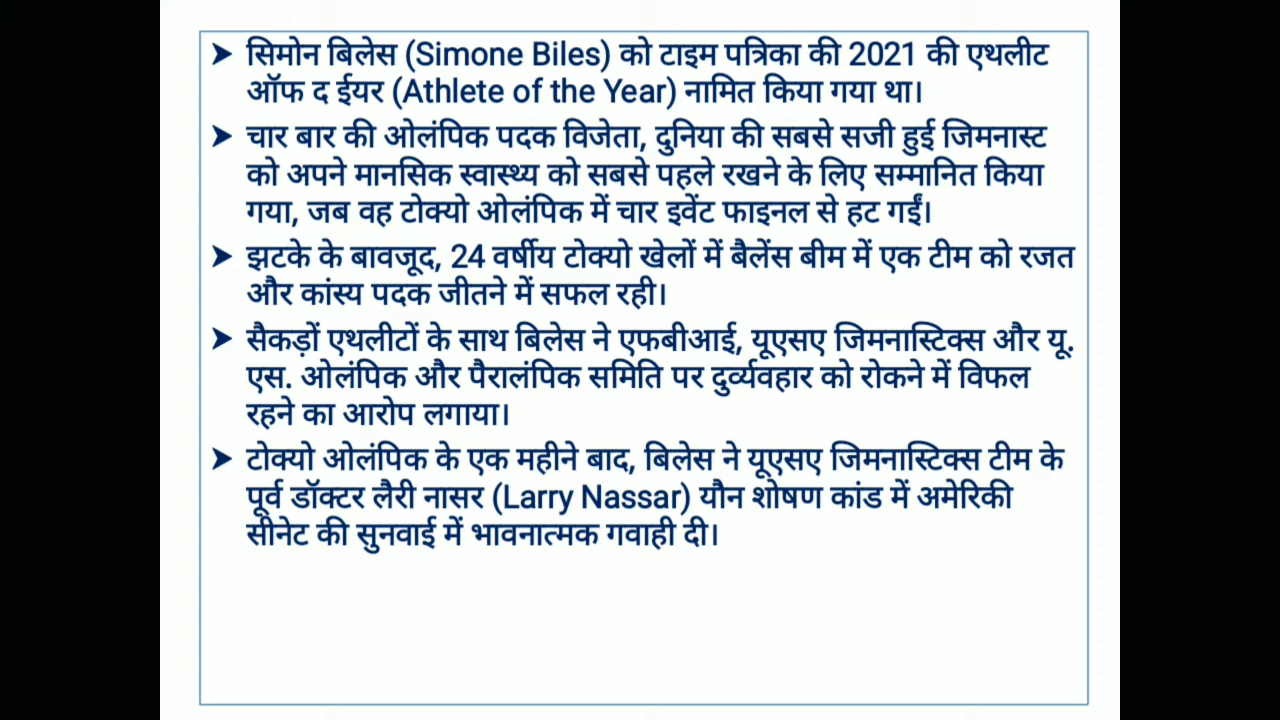 ➤ सिमोन बिलेस (Simone Biles) को टाइम पत्रिका की 2021 की एथलीट
ऑफ द ईयर (Athlete of the Year) नामित किया गया था।
➤ चार बार की ओलंपिक पदक विजेता, दुनिया की सबसे सजी हुई जिमनास्ट
को अपने मानसिक स्वास्थ्य को सबसे पहले रखने के लिए सम्मानित किया
गया, जब वह टोक्यो ओलंपिक में चार इवेंट फाइनल से हट गईं।
➤ झटके के बावजूद, 24 वर्षीय टोक्यो खेलों में बैलेंस बीम में एक टीम को रजत
और कांस्य पदक जीतने में सफल रही।
➤ सैकड़ों एथलीटों के साथ बिलेस ने एफबीआई, यूएसए जिमनास्टिक्स और यू.
एस. ओलंपिक और पैरालंपिक समिति पर दुर्व्यवहार को रोकने में विफल
रहने का आरोप लगाया।
➤ टोक्यो ओलंपिक के एक महीने बाद, बिलेस ने यूएसए जिमनास्टिक्स टीम के
पूर्व डॉक्टर लैरी नासर (Larry Nassar) यौन शोषण कांड में अमेरिकी
सीनेट की सुनवाई में भावनात्मक गवाही दी।